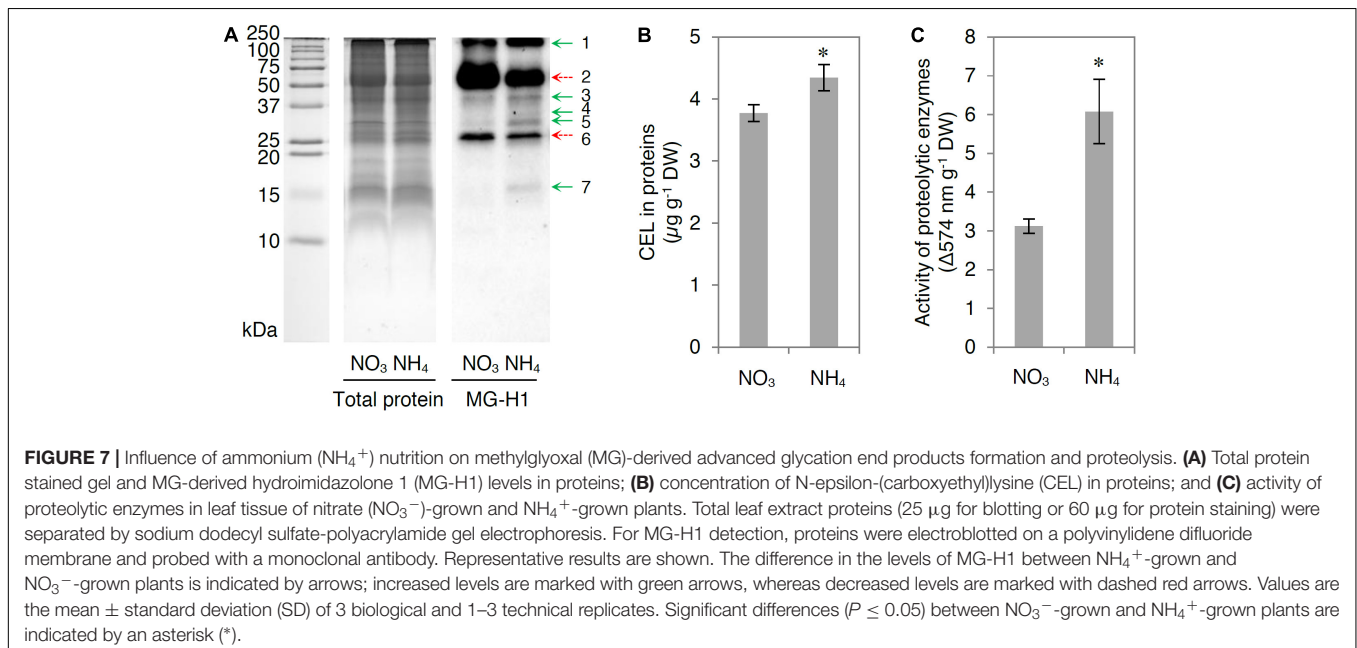 A
250
100
75
50
37
25
20
15
10
kDa
1
2
3
4
5
6
7
NO₃ NH₄ NO₃ NH₄
Total protein MG-H1
B
5
4
3
2
1
0
CEL in proteins
(µg g⁻¹ DW)
*
NO₃ NH₄
C
8
7
6
5
4
3
2
1
0
Activity of proteolytic enzymes
(Δ574 nm g⁻¹ DW)
*
NO₃ NH₄
FIGURE 7 | Influence of ammonium (NH₄⁺) nutrition on methylglyoxal (MG)-derived advanced glycation end products formation and proteolysis. (A) Total protein
stained gel and MG-derived hydroimidazolone 1 (MG-H1) levels in proteins; (B) concentration of N-epsilon-(carboxyethyl)lysine (CEL) in proteins; and (C) activity of
proteolytic enzymes in leaf tissue of nitrate (NO₃⁻)-grown and NH₄⁺-grown plants. Total leaf extract proteins (25 µg for blotting or 60 µg for protein staining) were
separated by sodium dodecyl sulfate-polyacrylamide gel electrophoresis. For MG-H1 detection, proteins were electroblotted on a polyvinylidene difluoride
membrane and probed with a monoclonal antibody. Representative results are shown. The difference in the levels of MG-H1 between NH₄⁺-grown and
NO₃⁻-grown plants is indicated by arrows; increased levels are marked with green arrows, whereas decreased levels are marked with dashed red arrows. Values are
the mean ± standard deviation (SD) of 3 biological and 1–3 technical replicates. Significant differences (P ≤ 0.05) between NO₃⁻-grown and NH₄⁺-grown plants are
indicated by an asterisk (*).